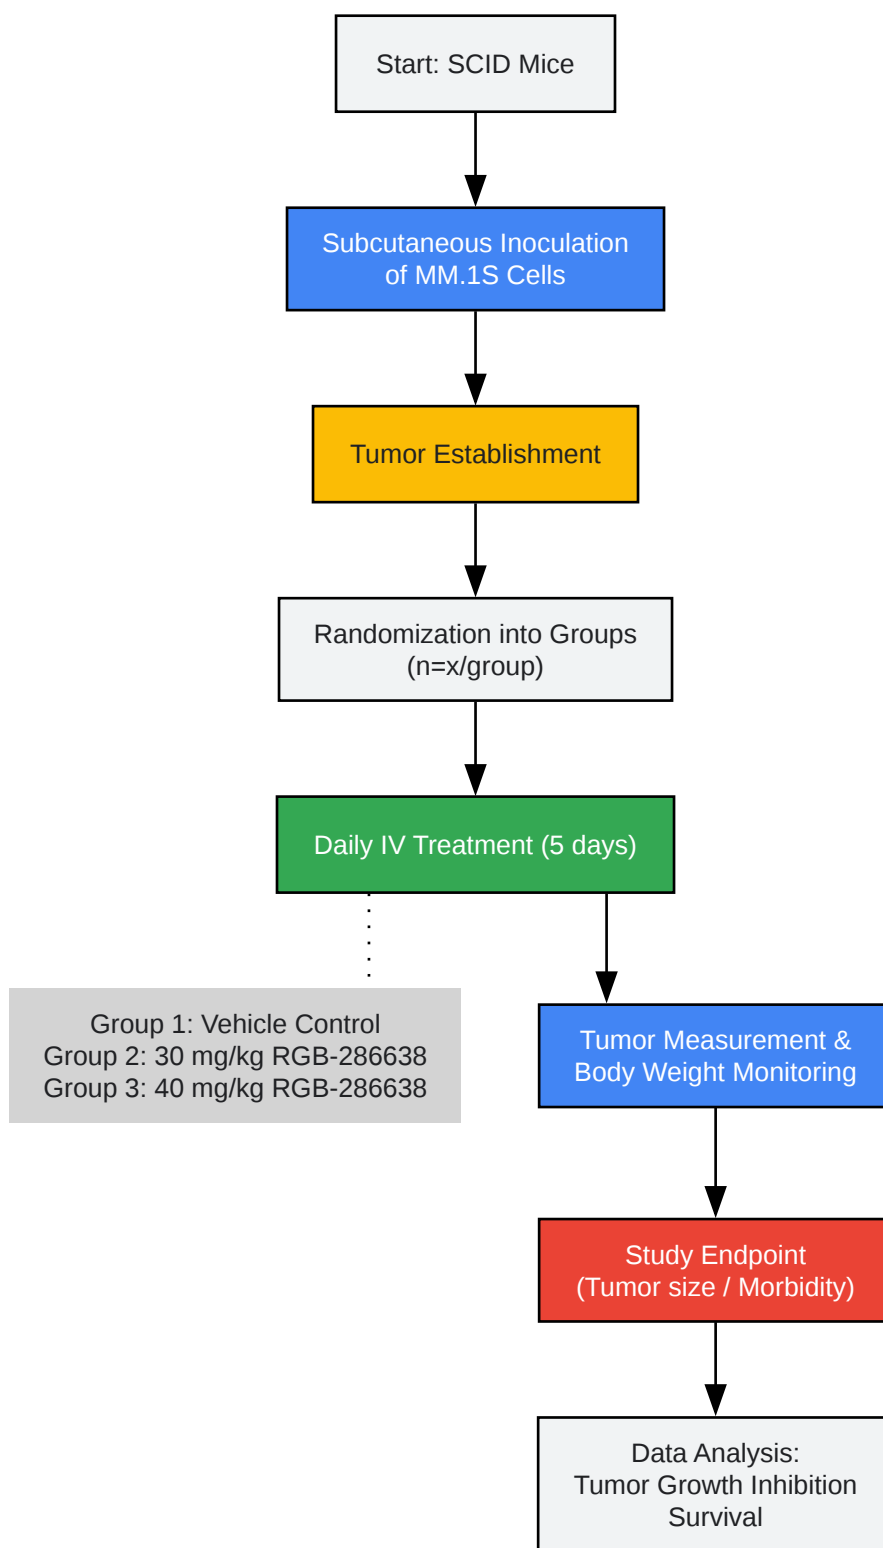 Start: SCID Mice
Subcutaneous Inoculation
of MM.1S Cells
Tumor Establishment
Randomization into Groups
(n=x/group)
Daily IV Treatment (5 days)
Group 1: Vehicle Control
Group 2: 30 mg/kg RGB-286638
Group 3: 40 mg/kg RGB-286638
Tumor Measurement &
Body Weight Monitoring
Study Endpoint
(Tumor size / Morbidity)
Data Analysis:
Tumor Growth Inhibition
Survival